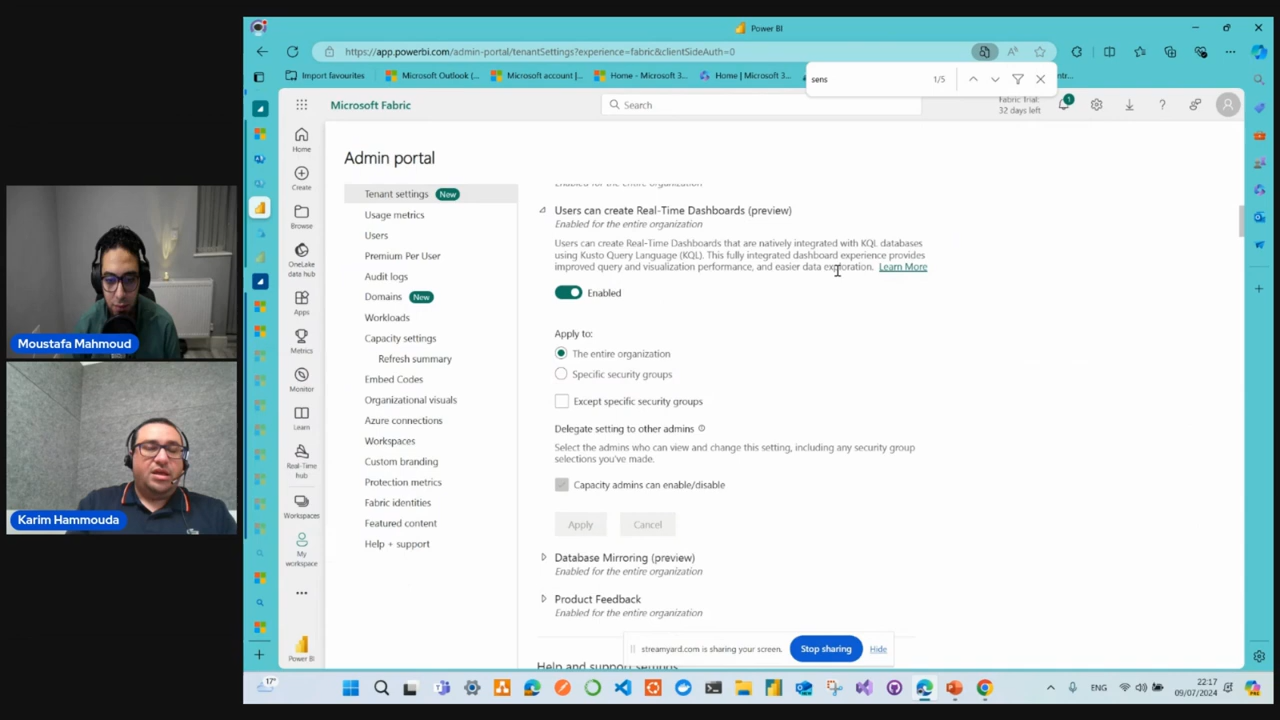 Power BI
https://app.powerbi.com/admin-portal/tenantSettings?experience=fabric&clientSideAuth=0
Import favourites
Microsoft Outlook (...
Microsoft account |...
Home - Microsoft 3...
Home | Microsoft 3...
sens
1/5
Microsoft Fabric
Search
Fabric Trial:
32 days left
1
Home
Create
Browse
OneLake
data hub
Apps
Metrics
Monitor
Learn
Real-Time
hub
Workspaces
My
workspace
Power BI
Admin portal
Tenant settings New
Usage metrics
Users
Premium Per User
Audit logs
Domains New
Workloads
Capacity settings
Refresh summary
Embed Codes
Organizational visuals
Azure connections
Workspaces
Custom branding
Protection metrics
Fabric identities
Featured content
Help + support
Enabled for the entire organization
Users can create Real-Time Dashboards (preview)
Enabled for the entire organization
Users can create Real-Time Dashboards that are natively integrated with KQL databases
using Kusto Query Language (KQL). This fully integrated dashboard experience provides
improved query and visualization performance, and easier data exploration. Learn More
Enabled
Apply to:
The entire organization
Specific security groups
Except specific security groups
Delegate setting to other admins
Select the admins who can view and change this setting, including any security group
selections you've made.
Capacity admins can enable/disable
Apply
Cancel
Database Mirroring (preview)
Enabled for the entire organization
Product Feedback
Enabled for the entire organization
Help and support settings
streamyard.com is sharing your screen.
Stop sharing
Hide
Moustafa Mahmoud
Karim Hammouda
17°
ENG
22:17
09/07/2024